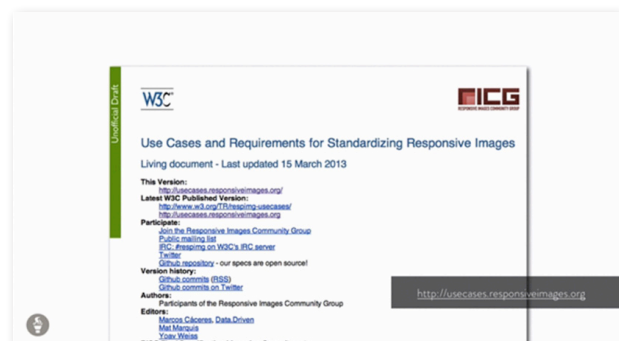 Unofficial Draft
W3C
RICG
RESPONSIVE IMAGES COMMUNITY GROUP
Use Cases and Requirements for Standardizing Responsive Images
Living document - Last updated 15 March 2013
This Version:
http://usecases.responsiveimages.org/
Latest W3C Published Version:
http://www.w3.org/TR/respimg-usecases/
http://usecases.responsiveimages.org
Participate:
Join the Responsive Images Community Group
Public mailing list
IRC: #respimg on W3C's IRC server
Twitter
Github repository - our specs are open source!
Version history:
Github commits (RSS)
Github commits on Twitter
Authors:
Participants of the Responsive Images Community Group
Editors:
Marcos Cáceres, Data.Driven
Mat Marquis
Yoav Weiss
http://usecases.responsiveimages.org